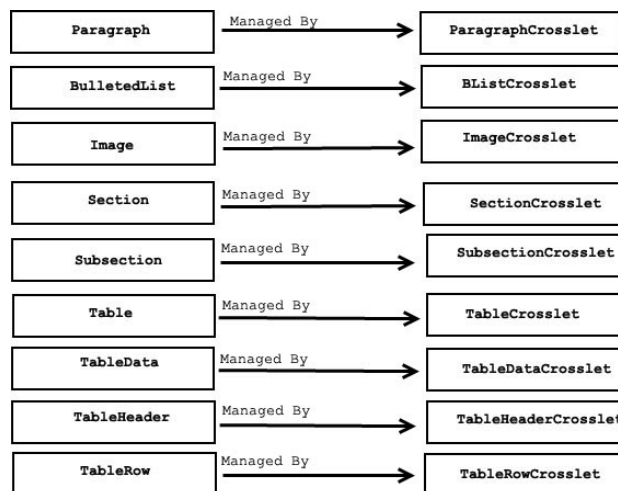 Paragraph Managed By ParagraphCrosslet
BulletedList Managed By BListCrosslet
Image Managed By ImageCrosslet
Section Managed By SectionCrosslet
Subsection Managed By SubsectionCrosslet
Table Managed By TableCrosslet
TableData Managed By TableDataCrosslet
TableHeader Managed By TableHeaderCrosslet
TableRow Managed By TableRowCrosslet